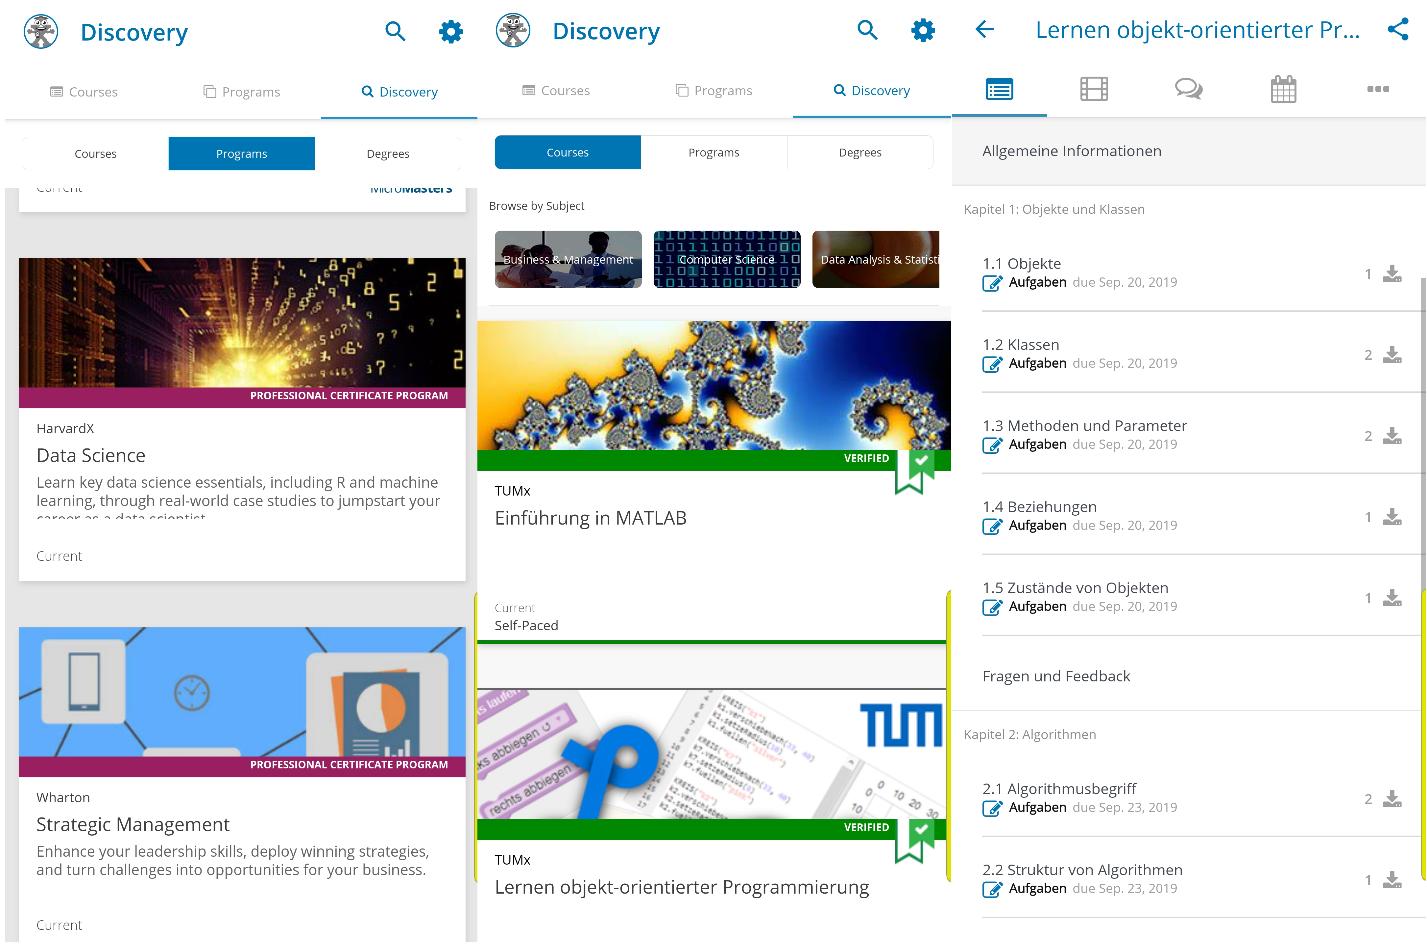 Discovery
Courses
Programs
Discovery
Courses
Programs
Degrees
Current
MicroMasters
PROFESSIONAL CERTIFICATE PROGRAM
HarvardX
Data Science
Learn key data science essentials, including R and machine
learning, through real-world case studies to jumpstart your
career as a data scientist
Current
PROFESSIONAL CERTIFICATE PROGRAM
Wharton
Strategic Management
Enhance your leadership skills, deploy winning strategies,
and turn challenges into opportunities for your business.
Current
Discovery
Courses
Programs
Discovery
Courses
Programs
Degrees
Browse by Subject
Business & Management
Computer Science
Data Analysis & Statisti
VERIFIED
TUMx
Einführung in MATLAB
Current
Self-Paced
TUM
rechts abbiegen
VERIFIED
TUMx
Lernen objekt-orientierter Programmierung
Lernen objekt-orientierter Pr...
Allgemeine Informationen
Kapitel 1: Objekte und Klassen
1.1 Objekte
Aufgaben due Sep. 20, 2019
1
1.2 Klassen
Aufgaben due Sep. 20, 2019
2
1.3 Methoden und Parameter
Aufgaben due Sep. 20, 2019
2
1.4 Beziehungen
Aufgaben due Sep. 20, 2019
1
1.5 Zustände von Objekten
Aufgaben due Sep. 20, 2019
1
Fragen und Feedback
Kapitel 2: Algorithmen
2.1 Algorithmusbegriff
Aufgaben due Sep. 23, 2019
2
2.2 Struktur von Algorithmen
Aufgaben due Sep. 23, 2019
1